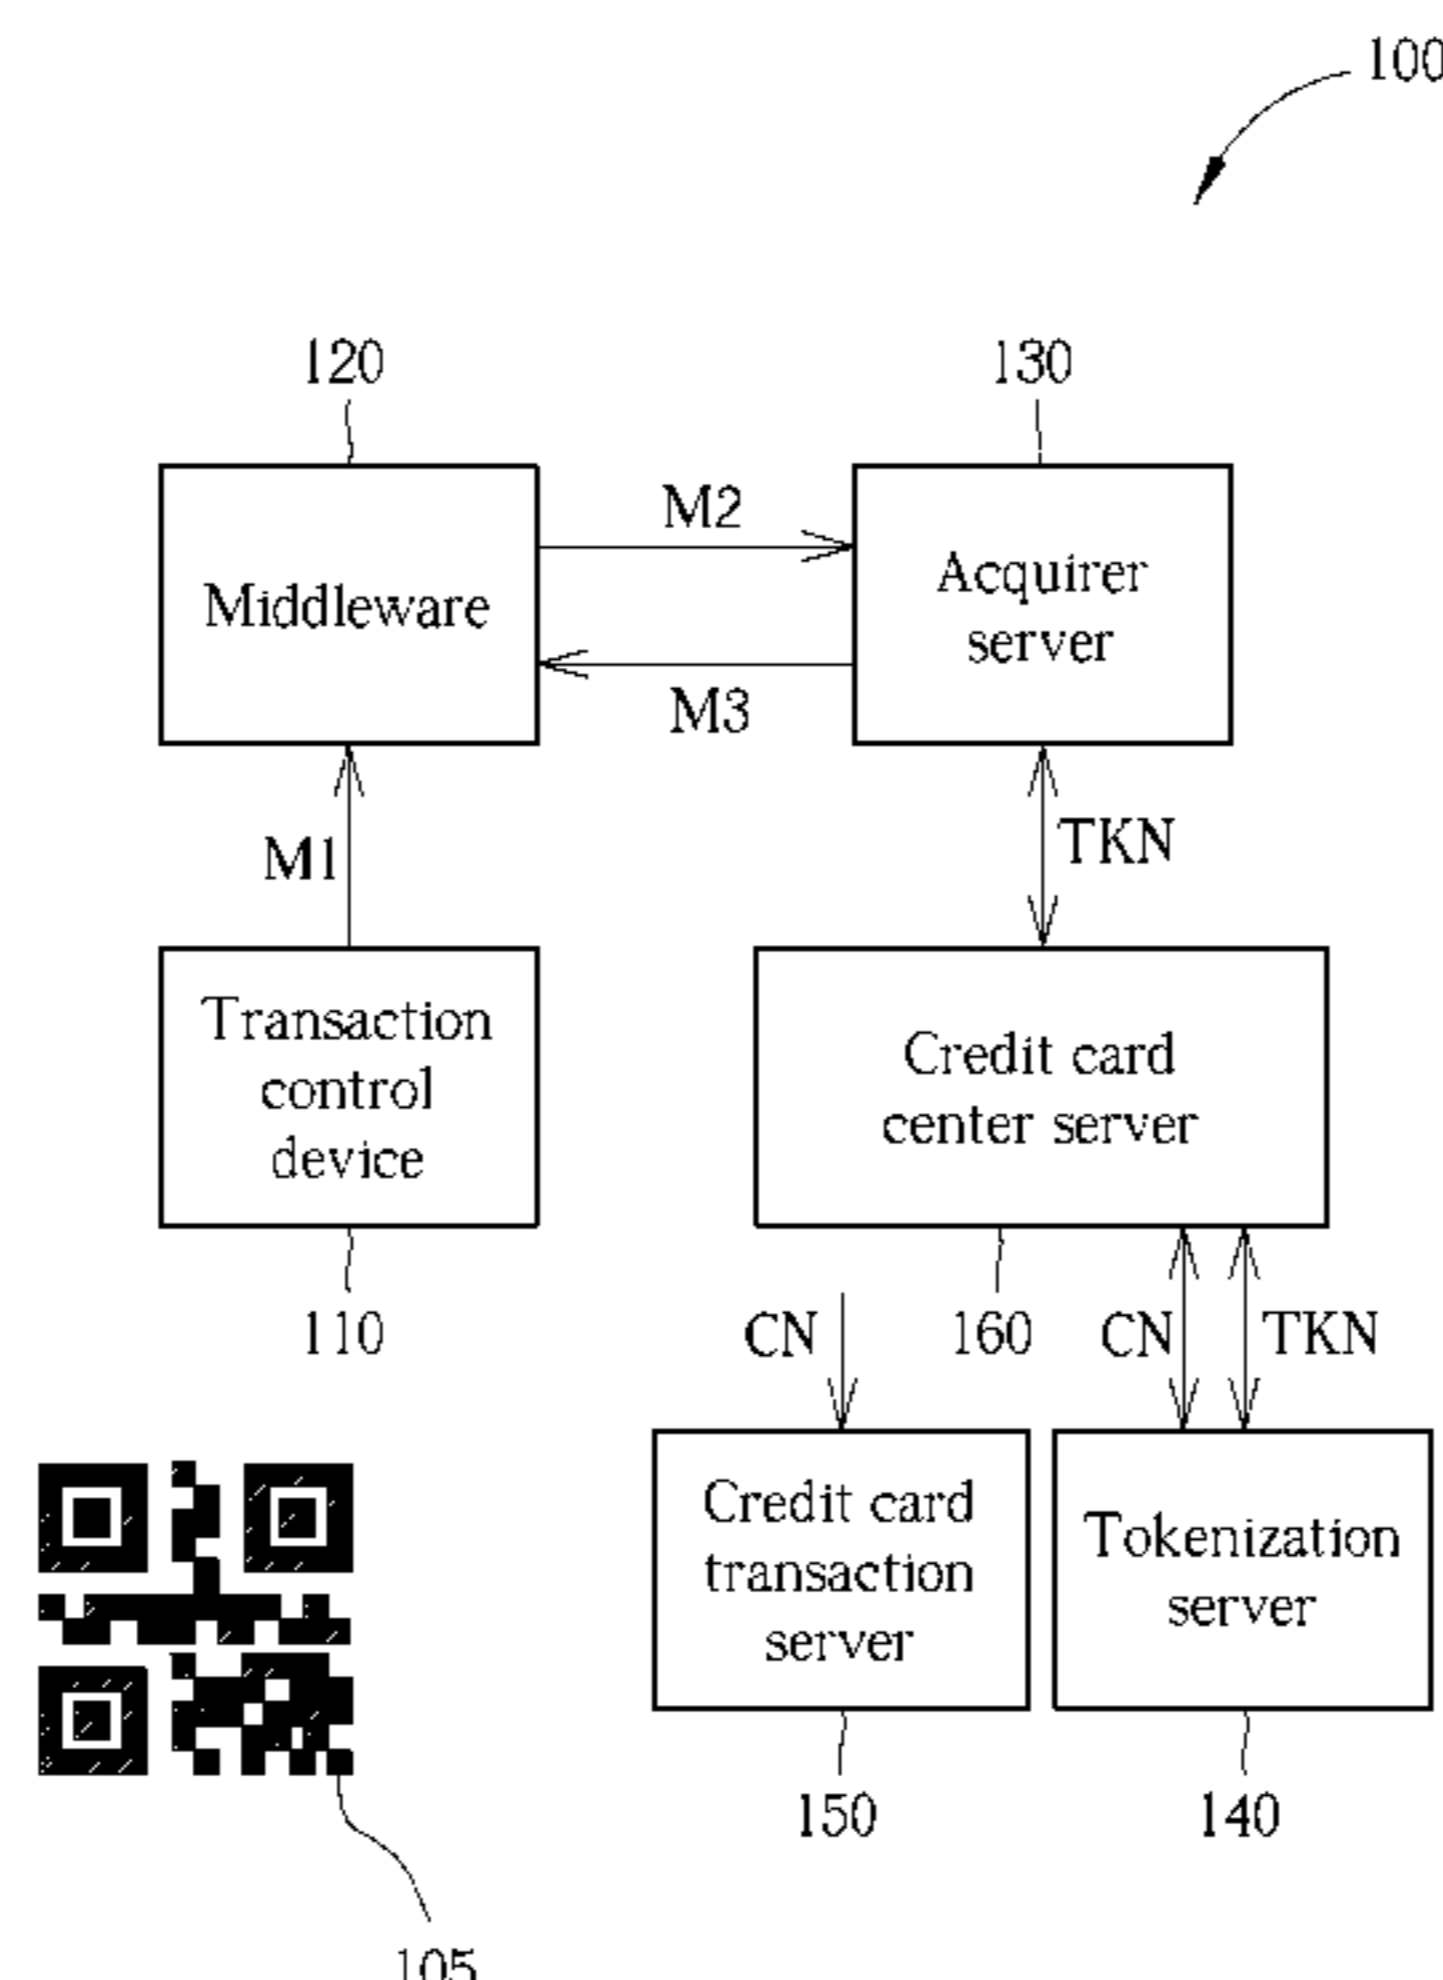 100
120
130
M2
Middleware
Acquirer
server
M3
M1
TKN
Transaction
control
device
Credit card
center server
110
CN
160
CN
TKN
Credit card
transaction
server
Tokenization
server
150
140
105